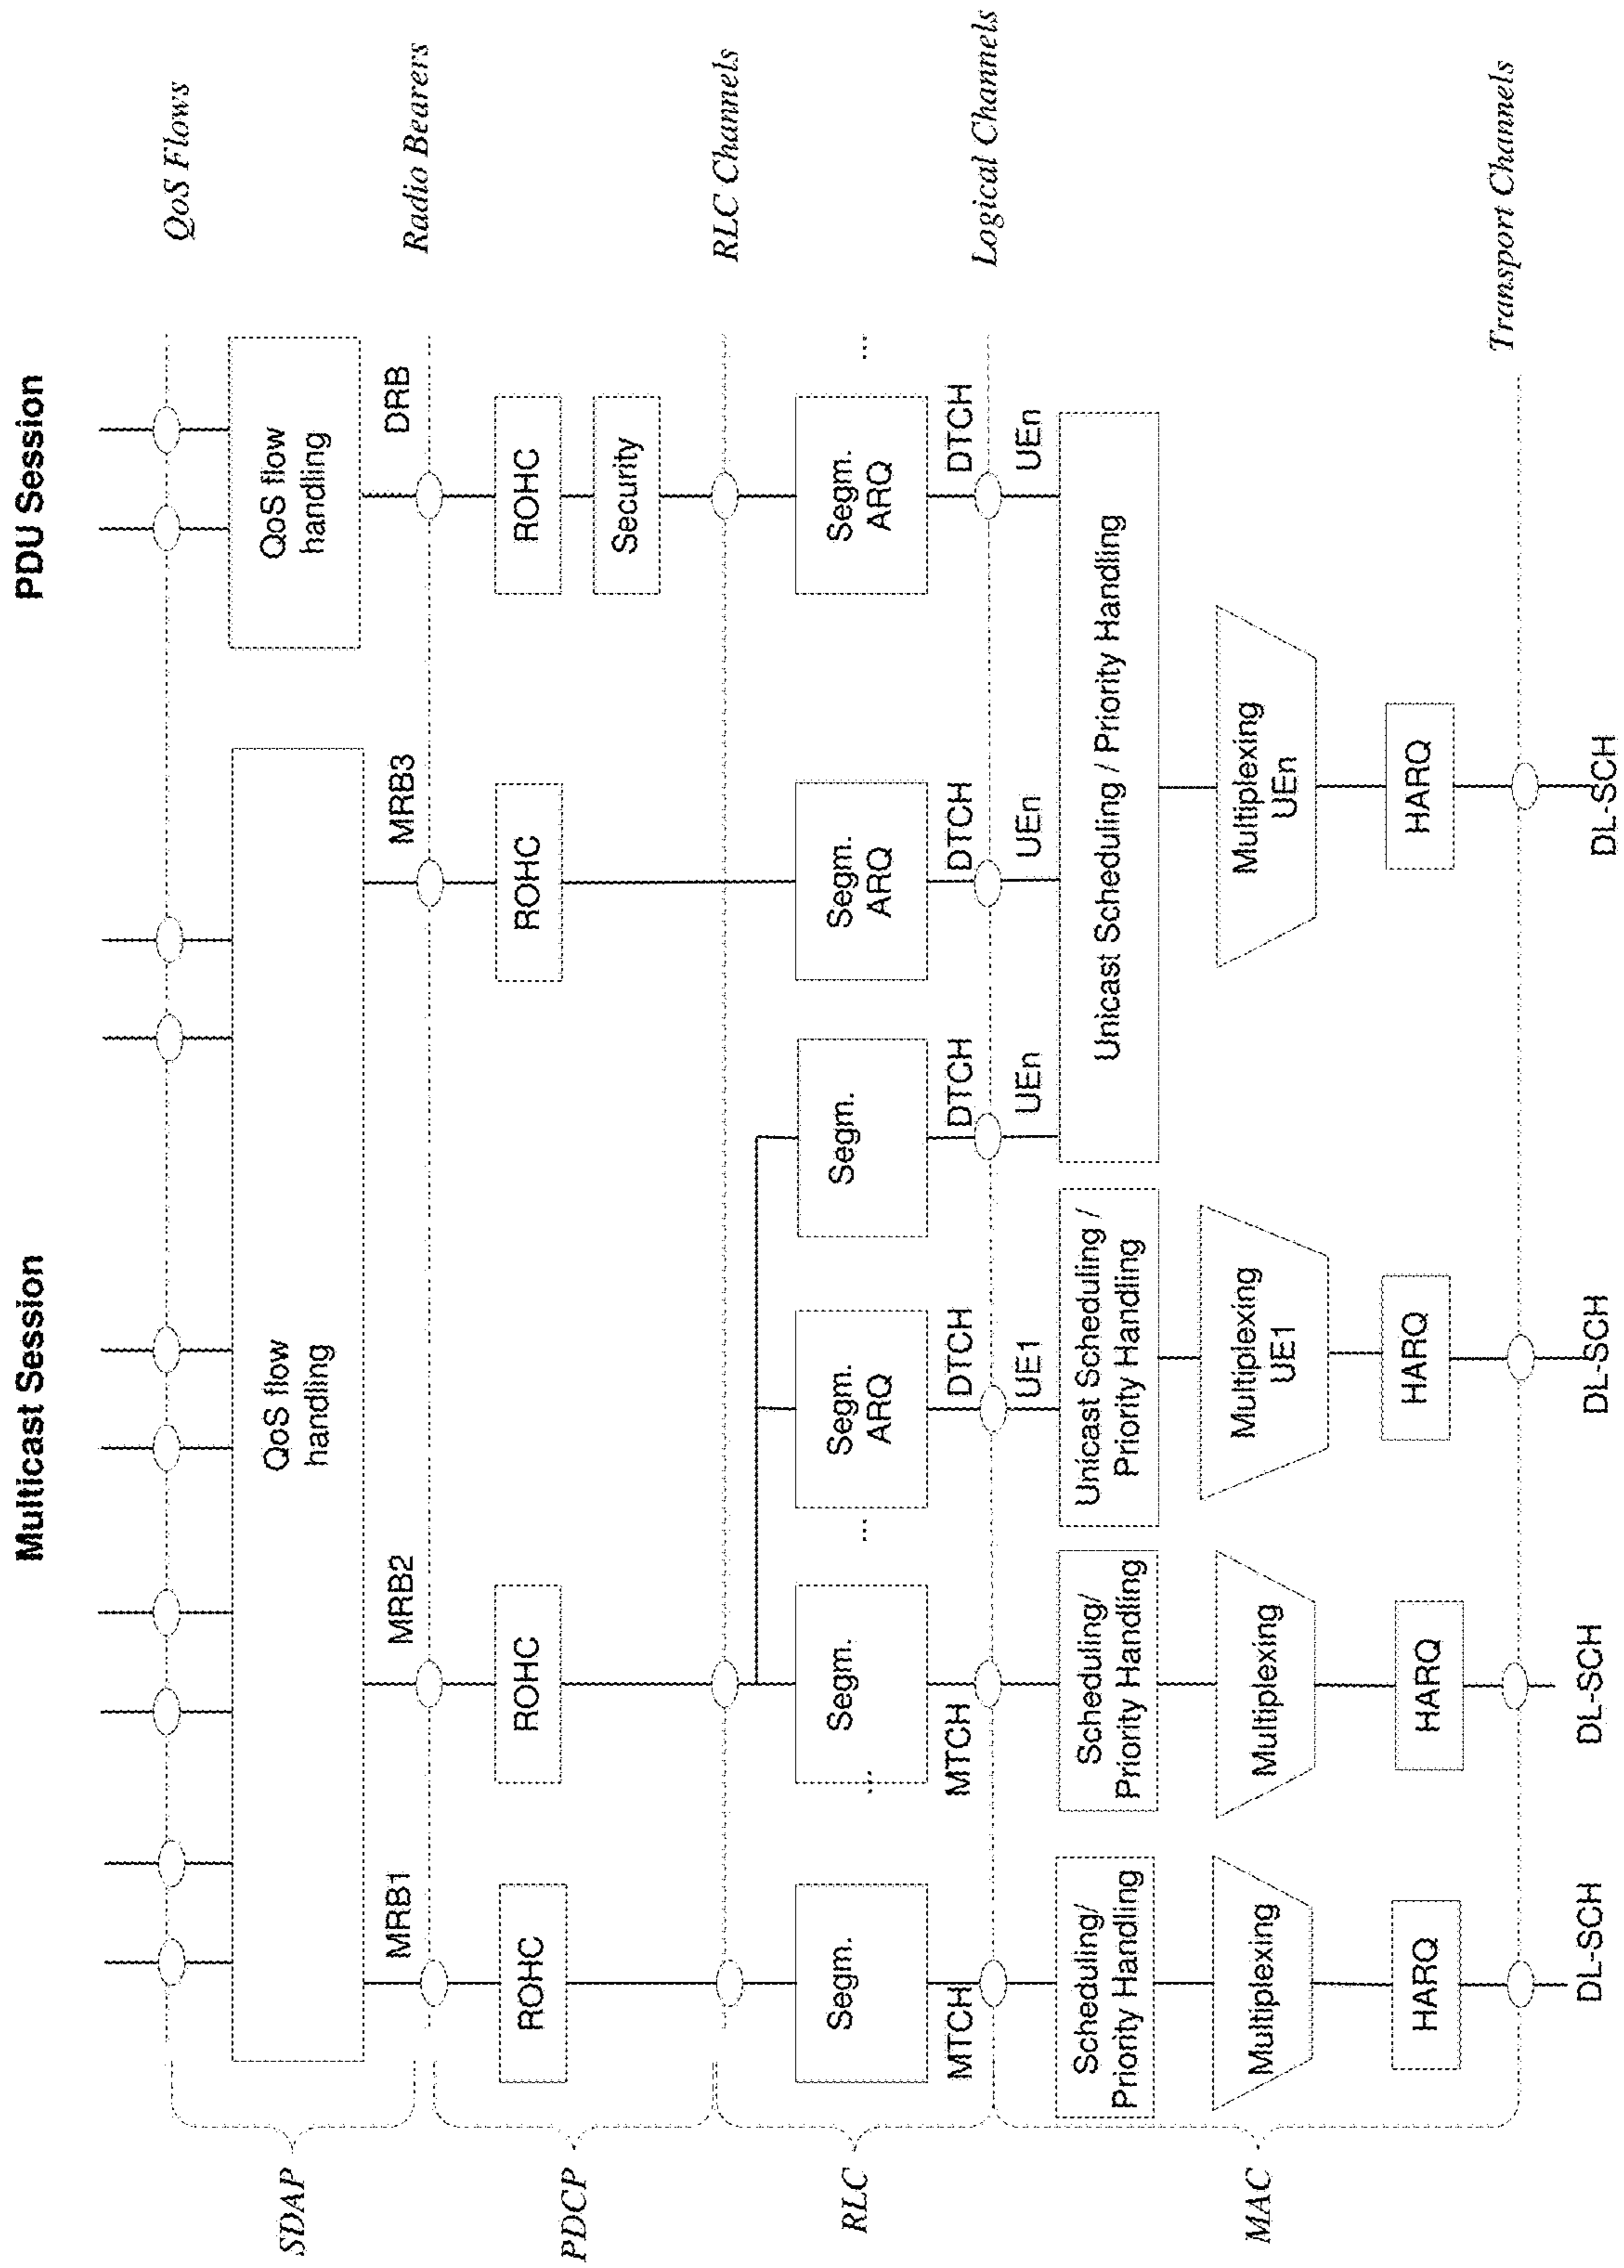 Multicast Session
PDU Session
QoS Flows
SDAP
QoS flow
handling
QoS flow
handling
MRB1
MRB2
MRB3
DRB
Radio Bearers
PDCP
ROHC
ROHC
ROHC
ROHC
Security
RLC Channels
RLC
Segm.
Segm.
Segm.
ARQ
Segm.
Segm.
ARQ
Segm.
ARQ
...
...
...
MTCH
MTCH
DTCH
DTCH
DTCH
DTCH
Logical Channels
UE1
UEn
UEn
UEn
MAC
Scheduling/
Priority Handling
Scheduling/
Priority Handling
Unicast Scheduling /
Priority Handling
Unicast Scheduling / Priority Handling
Multiplexing
Multiplexing
Multiplexing
UE1
Multiplexing
UEn
HARQ
HARQ
HARQ
HARQ
Transport Channels
DL-SCH
DL-SCH
DL-SCH
DL-SCH